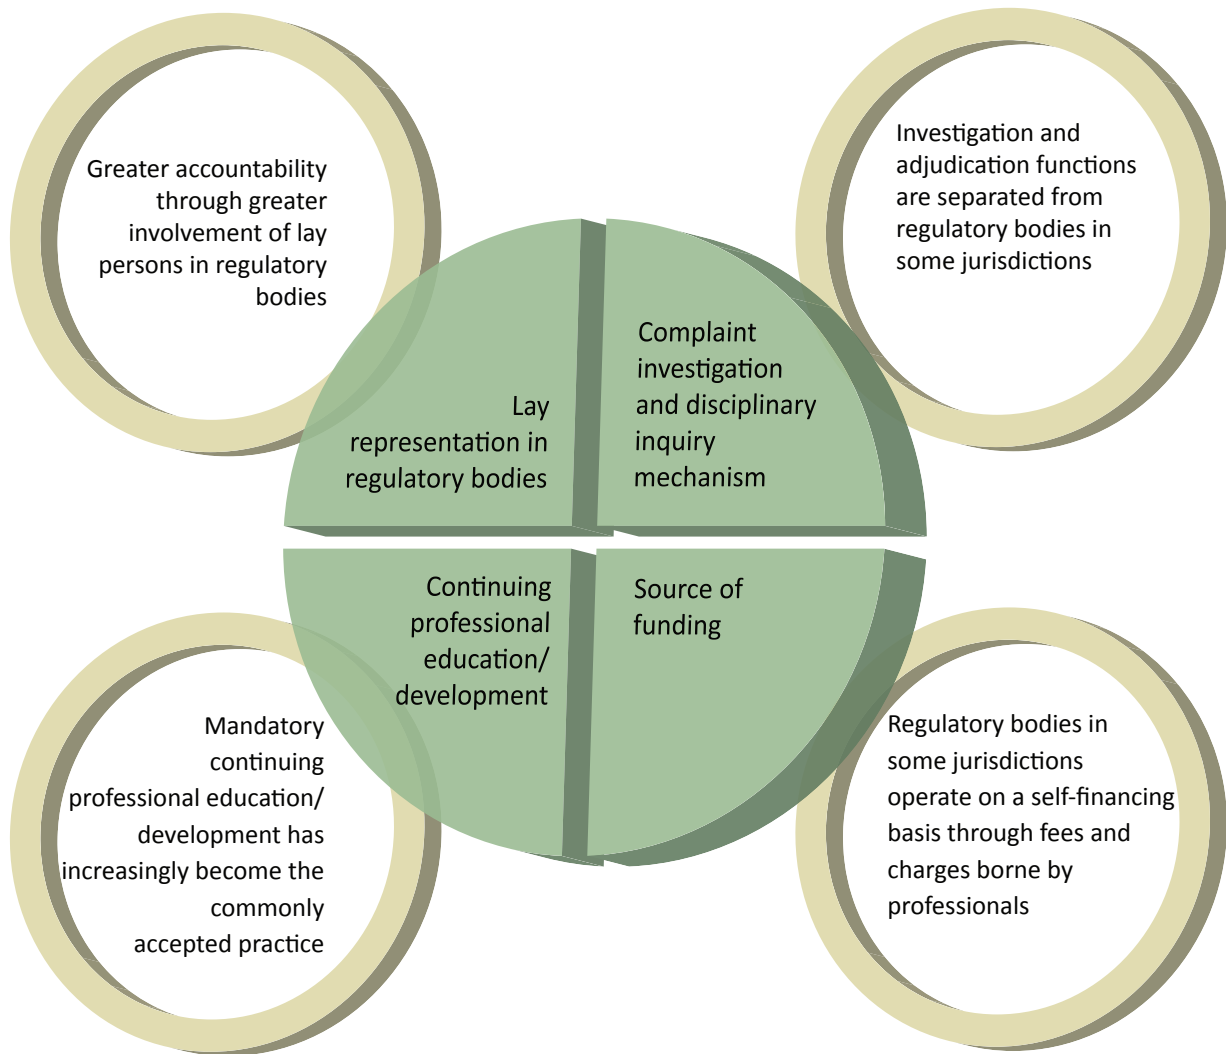 Greater accountability
through greater
involvement of lay
persons in regulatory
bodies
Investigation and
adjudication functions
are separated from
regulatory bodies in
some jurisdictions
Lay
representation in
regulatory bodies
Complaint
investigation
and disciplinary
inquiry
mechanism
Continuing
professional
education/
development
Source of
funding
Mandatory
continuing
professional education/
development has
increasingly become the
commonly
accepted practice
Regulatory bodies in
some jurisdictions
operate on a self-financing
basis through fees and
charges borne by
professionals